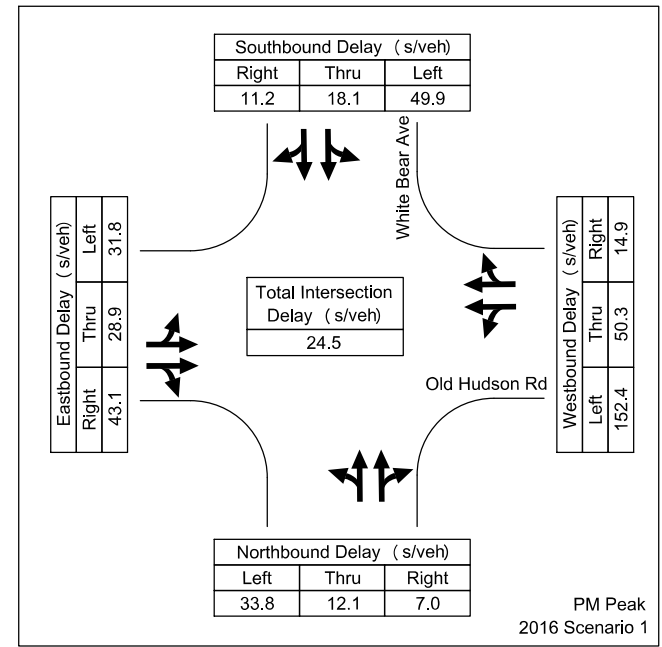 Southbound Delay ( s/veh)
Right Thru Left
11.2 18.1 49.9
White Bear Ave
Eastbound Delay ( s/veh)
Right Thru Left
43.1 28.9 31.8
Total Intersection
Delay ( s/veh)
24.5
Westbound Delay ( s/veh)
Left Thru Right
152.4 50.3 14.9
Old Hudson Rd
Northbound Delay ( s/veh)
Left Thru Right
33.8 12.1 7.0
PM Peak
2016 Scenario 1